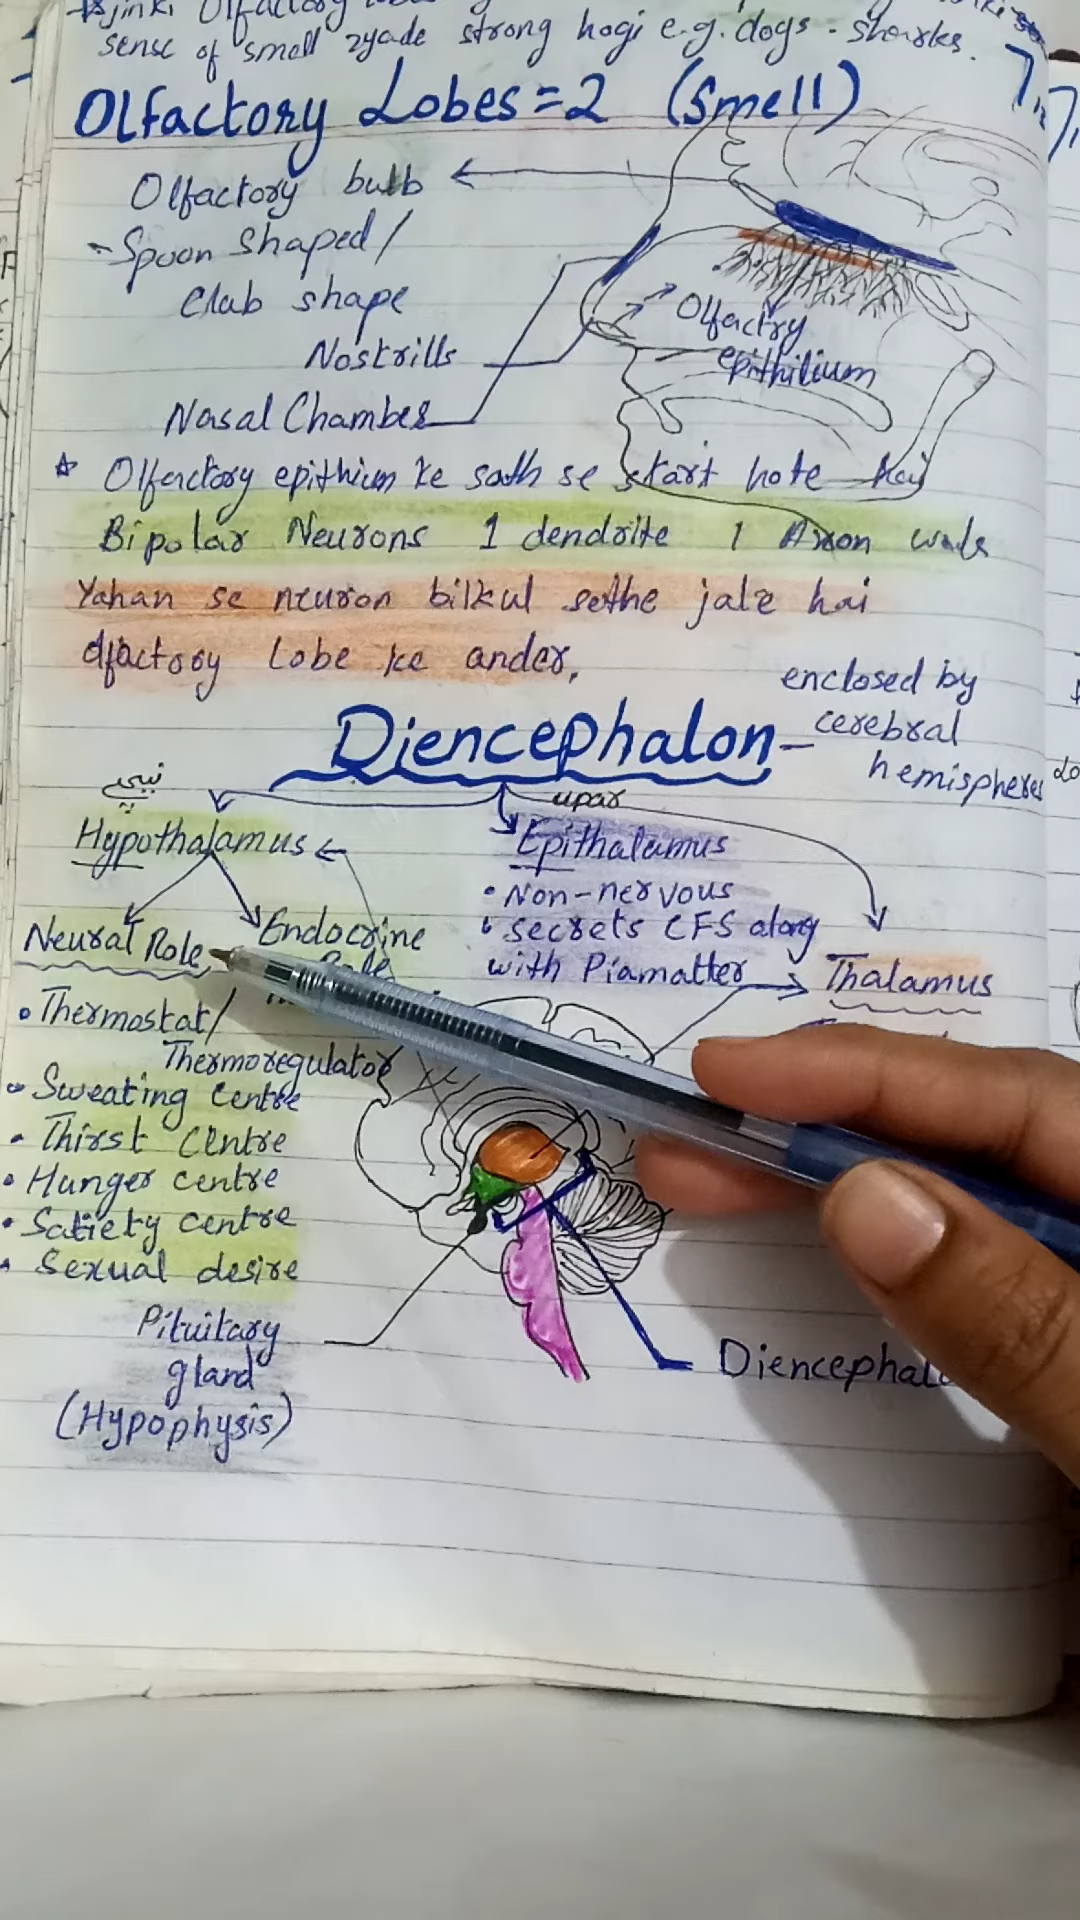 jinki Olfactory
sense of smell zyade strong hogi e.g. dogs. sharks.
Olfactory Lobes=2 (Smell)
Olfactory bulb
Spoon Shaped/
Club shape
Nostrills
Nasal Chamber
Olfactry
epithilium
Olfactory epithium ke sath se start hote hai
Bipolar Neurons 1 dendrite 1 Axon wale
Yahan se neuron bilkul sethe jate hai
olfactory Lobe ke ander,
Diencephalon
enclosed by
cerebral
hemispheres
upar
Hypothalamus
Epithalamus
• Non-nervous
• secrets CFS along
with Piamatter
Thalamus
Neural Role
Endocrine
Role
• Thermostat/
Thermoregulator
• Sweating Centre
• Thirst Centre
• Hunger centre
• Satiety centre
• Sexual desire
Pituitary
gland
(Hypophysis)
Diencephal